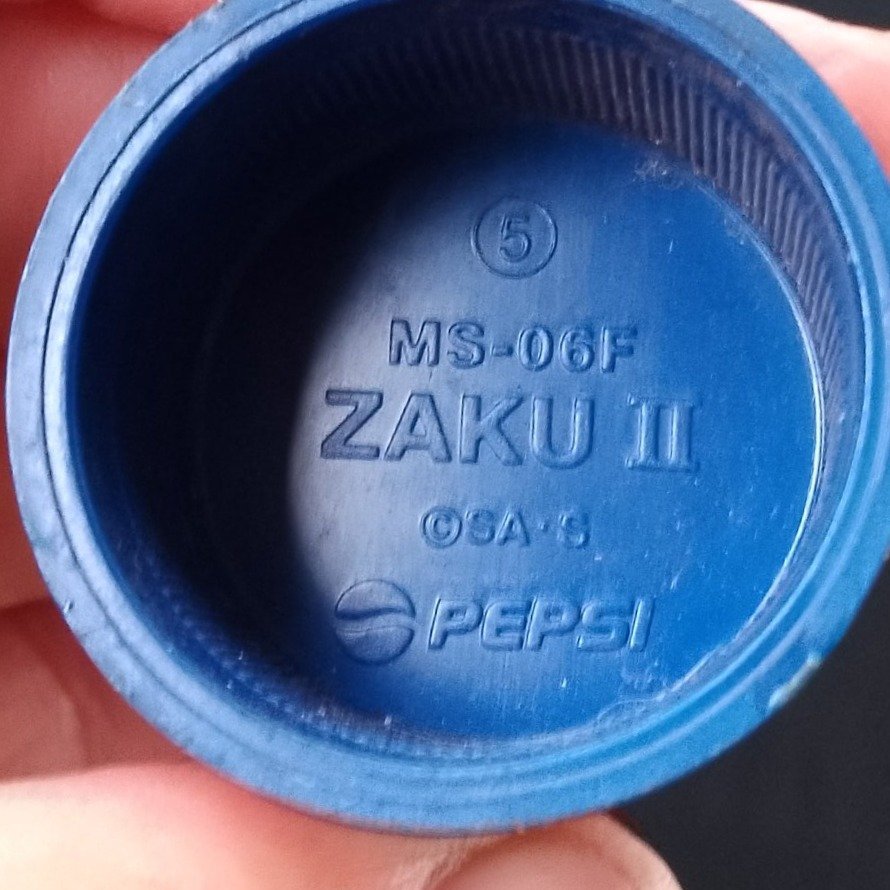 ⑤
MS-06F
ZAKU II
©SA·S
PEPSI